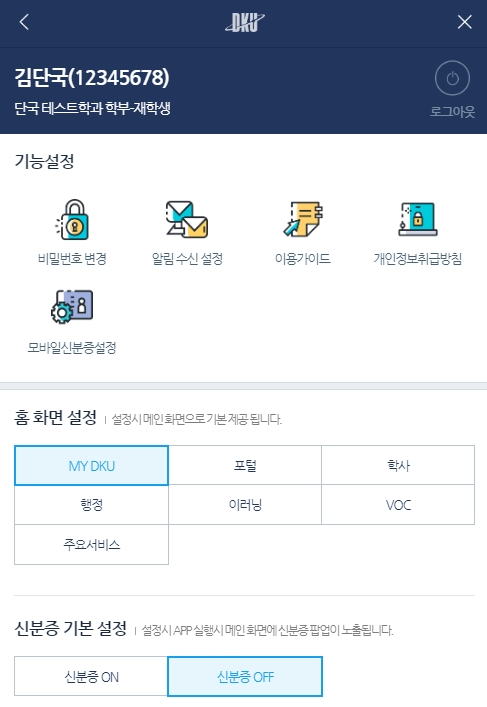 DKU
김단국(12345678)
단국 테스트학과 학부-재학생
로그아웃
기능설정
비밀번호 변경
알림 수신 설정
이용가이드
개인정보취급방침
모바일신분증설정
홈 화면 설정 | 설정시 메인 화면으로 기본 제공 됩니다.
MY DKU
포털
학사
행정
이러닝
VOC
주요서비스
신분증 기본 설정 | 설정시 APP 실행시 메인 화면에 신분증 팝업이 노출됩니다.
신분증 ON
신분증 OFF